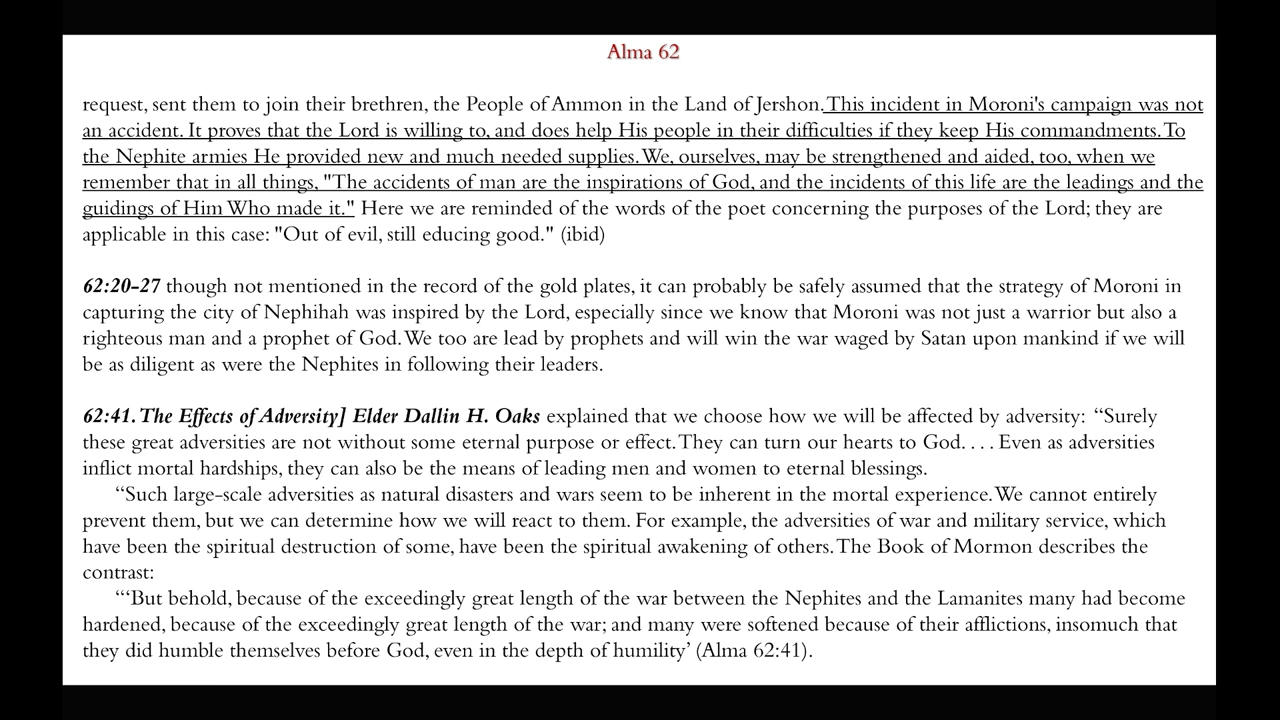 Alma 62
request, sent them to join their brethren, the People of Ammon in the Land of Jershon. This incident in Moroni's campaign was not
an accident. It proves that the Lord is willing to, and does help His people in their difficulties if they keep His commandments. To
the Nephite armies He provided new and much needed supplies. We, ourselves, may be strengthened and aided, too, when we
remember that in all things, "The accidents of man are the inspirations of God, and the incidents of this life are the leadings and the
guidings of Him Who made it." Here we are reminded of the words of the poet concerning the purposes of the Lord; they are
applicable in this case: "Out of evil, still educing good." (ibid)
62:20-27 though not mentioned in the record of the gold plates, it can probably be safely assumed that the strategy of Moroni in
capturing the city of Nephihah was inspired by the Lord, especially since we know that Moroni was not just a warrior but also a
righteous man and a prophet of God. We too are lead by prophets and will win the war waged by Satan upon mankind if we will
be as diligent as were the Nephites in following their leaders.
62:41. The Effects of Adversity] Elder Dallin H. Oaks explained that we choose how we will be affected by adversity: “Surely
these great adversities are not without some eternal purpose or effect. They can turn our hearts to God. . . . Even as adversities
inflict mortal hardships, they can also be the means of leading men and women to eternal blessings.
“Such large-scale adversities as natural disasters and wars seem to be inherent in the mortal experience. We cannot entirely
prevent them, but we can determine how we will react to them. For example, the adversities of war and military service, which
have been the spiritual destruction of some, have been the spiritual awakening of others. The Book of Mormon describes the
contrast:
“‘But behold, because of the exceedingly great length of the war between the Nephites and the Lamanites many had become
hardened, because of the exceedingly great length of the war; and many were softened because of their afflictions, insomuch that
they did humble themselves before God, even in the depth of humility’ (Alma 62:41).